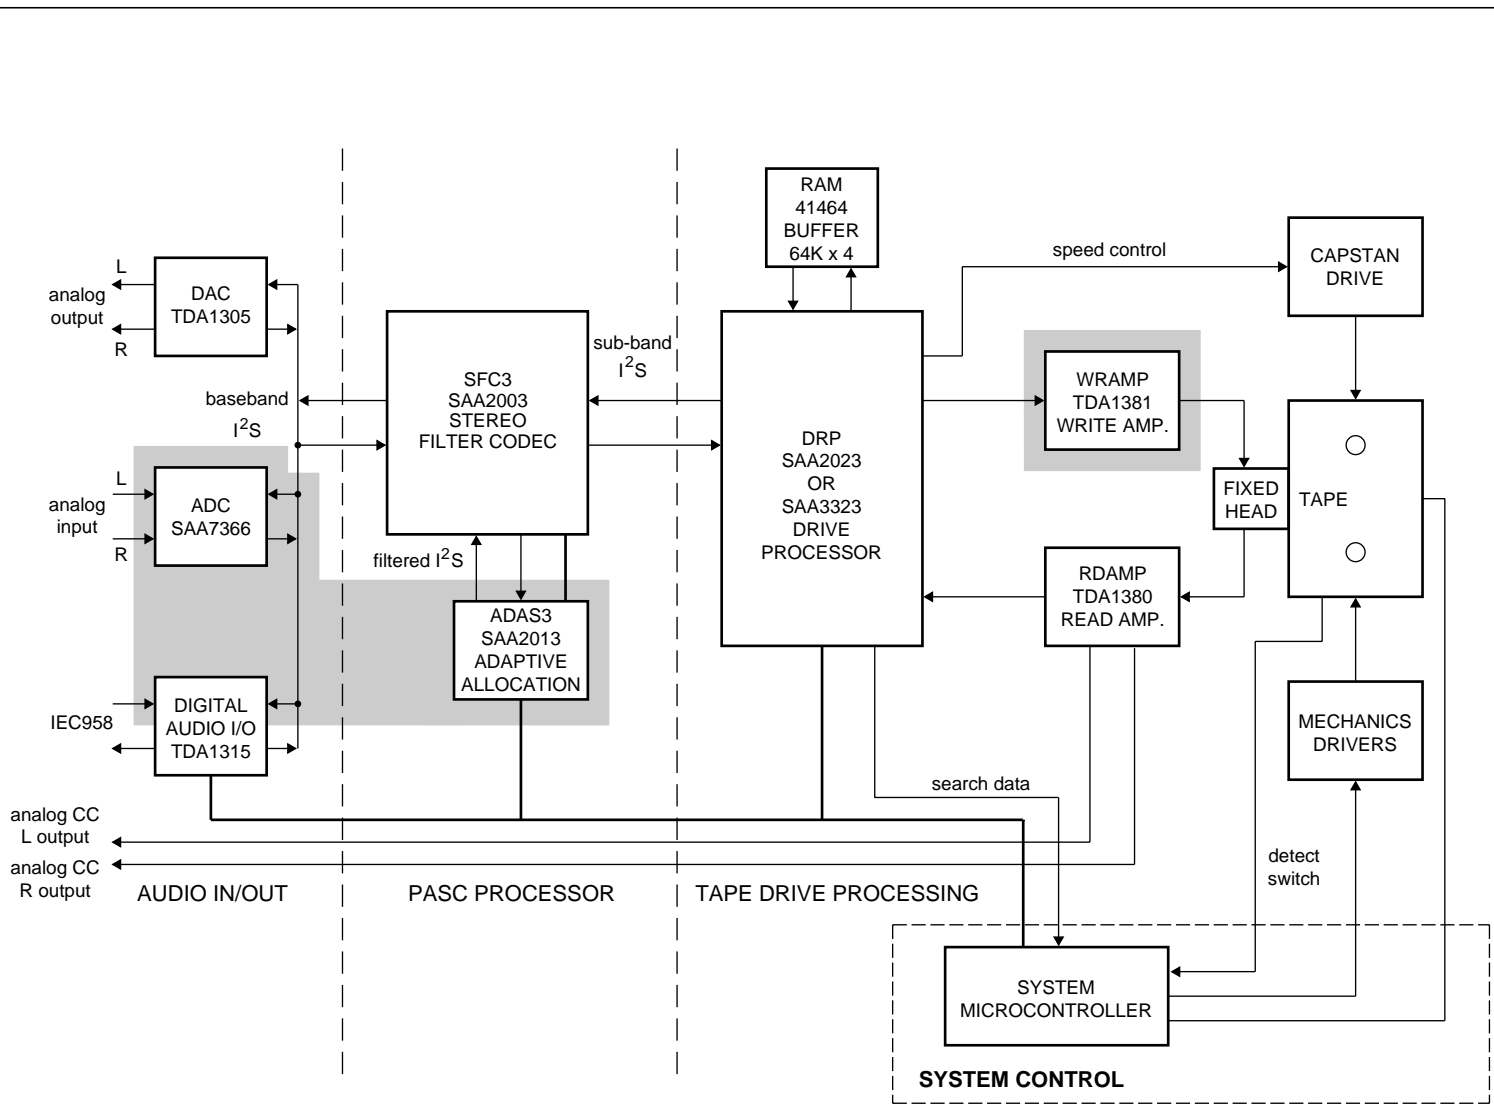 RAM
41464
BUFFER
64K x 4
speed control
CAPSTAN
DRIVE
L
analog
output
R
DAC
TDA1305
baseband
I2S
SFC3
SAA2003
STEREO
FILTER CODEC
sub-band
I2S
DRP
SAA2023
OR
SAA3323
DRIVE
PROCESSOR
WRAMP
TDA1381
WRITE AMP.
FIXED
HEAD
TAPE
L
analog
input
R
ADC
SAA7366
filtered I2S
ADAS3
SAA2013
ADAPTIVE
ALLOCATION
RDAMP
TDA1380
READ AMP.
IEC958
DIGITAL
AUDIO I/O
TDA1315
MECHANICS
DRIVERS
search data
analog CC
L output
analog CC
R output
detect
switch
AUDIO IN/OUT
PASC PROCESSOR
TAPE DRIVE PROCESSING
SYSTEM
MICROCONTROLLER
SYSTEM CONTROL